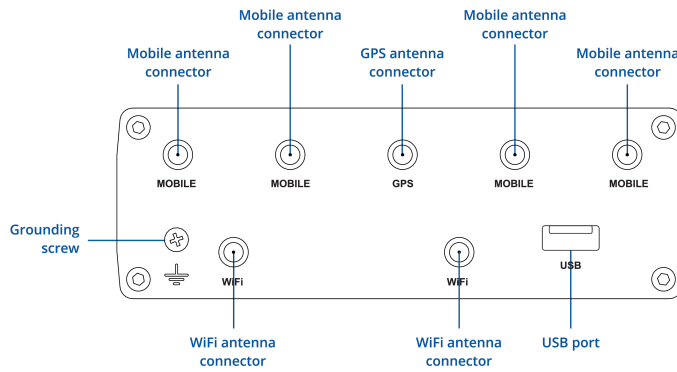 Mobile antenna
connector
Mobile antenna
connector
Mobile antenna
connector
GPS antenna
connector
Mobile antenna
connector
MOBILE
MOBILE
GPS
MOBILE
MOBILE
Grounding
screw
WiFi
WiFi
USB
WiFi antenna
connector
WiFi antenna
connector
USB port